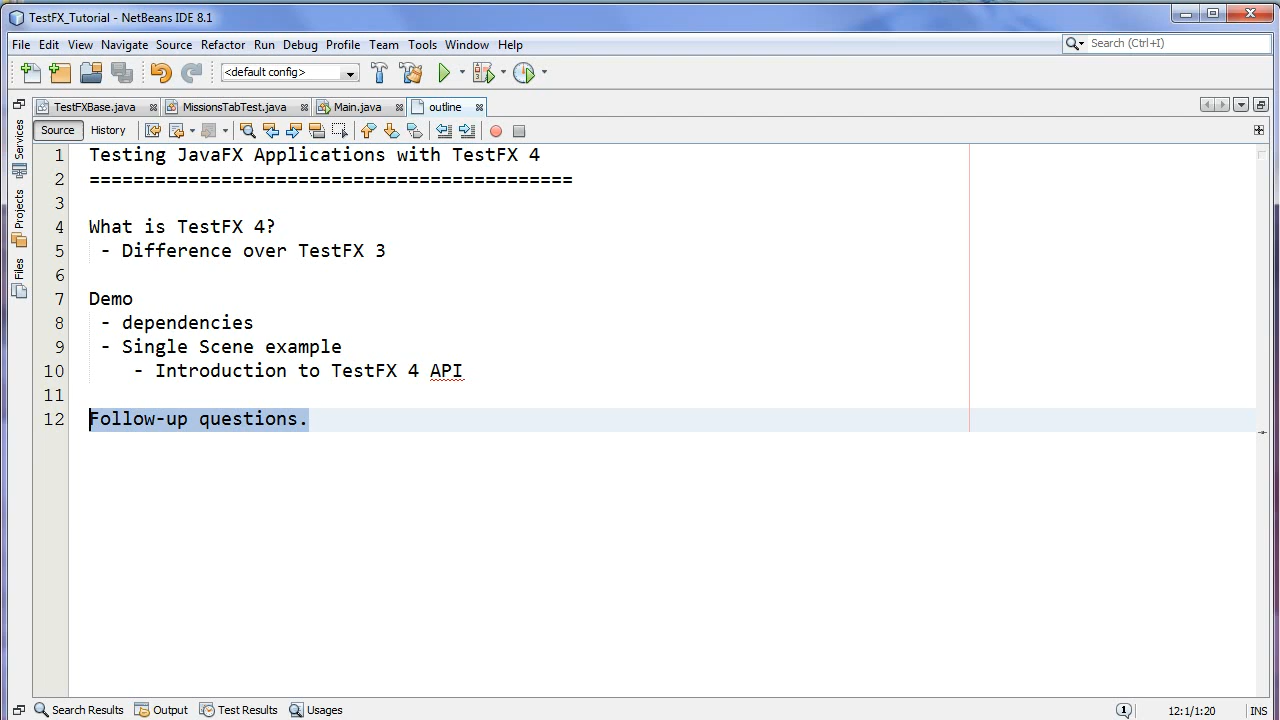 TestFX_Tutorial - NetBeans IDE 8.1
File Edit View Navigate Source Refactor Run Debug Profile Team Tools Window Help
Search (Ctrl+I)
<default config>
TestFXBase.java MissionsTabTest.java Main.java outline
Source History
Services
Projects
Files
1 Testing JavaFX Applications with TestFX 4
2 ============================================
3
4 What is TestFX 4?
5 - Difference over TestFX 3
6
7 Demo
8 - dependencies
9 - Single Scene example
10 - Introduction to TestFX 4 API
11
12 Follow-up questions.
Search Results Output Test Results Usages 1 12:1/1:20 INS